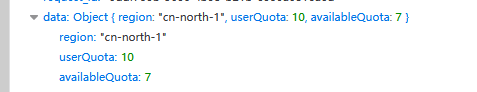 data: Object { region: "cn-north-1", userQuota: 10, availableQuota: 7 }
region: "cn-north-1"
userQuota: 10
availableQuota: 7